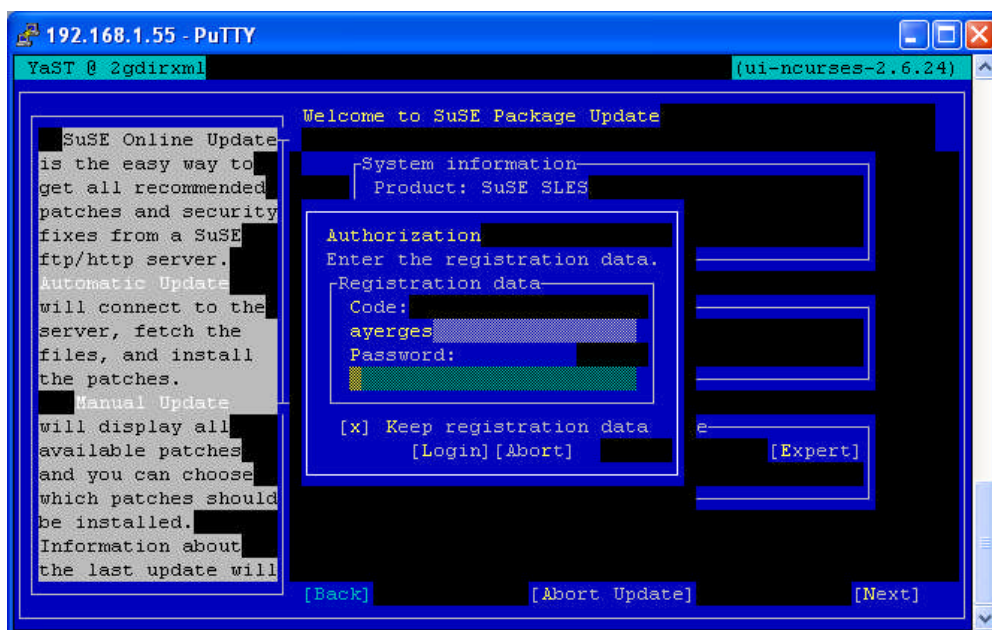 192.168.1.55 - PuTTY
YaST @ 2gdirxml
(ui-ncurses-2.6.24)
SuSE Online Update
is the easy way to
get all recommended
patches and security
fixes from a SuSE
ftp/http server.
Automatic Update
will connect to the
server, fetch the
files, and install
the patches.
Manual Update
will display all
available patches
and you can choose
which patches should
be installed.
Information about
the last update will
Welcome to SuSE Package Update
System information
Product: SuSE SLES
Authorization
Enter the registration data.
Registration data
Code:
ayerges
Password:
[x] Keep registration data
[Login][Abort]
e
[Expert]
[Back]
[Abort Update]
[Next]